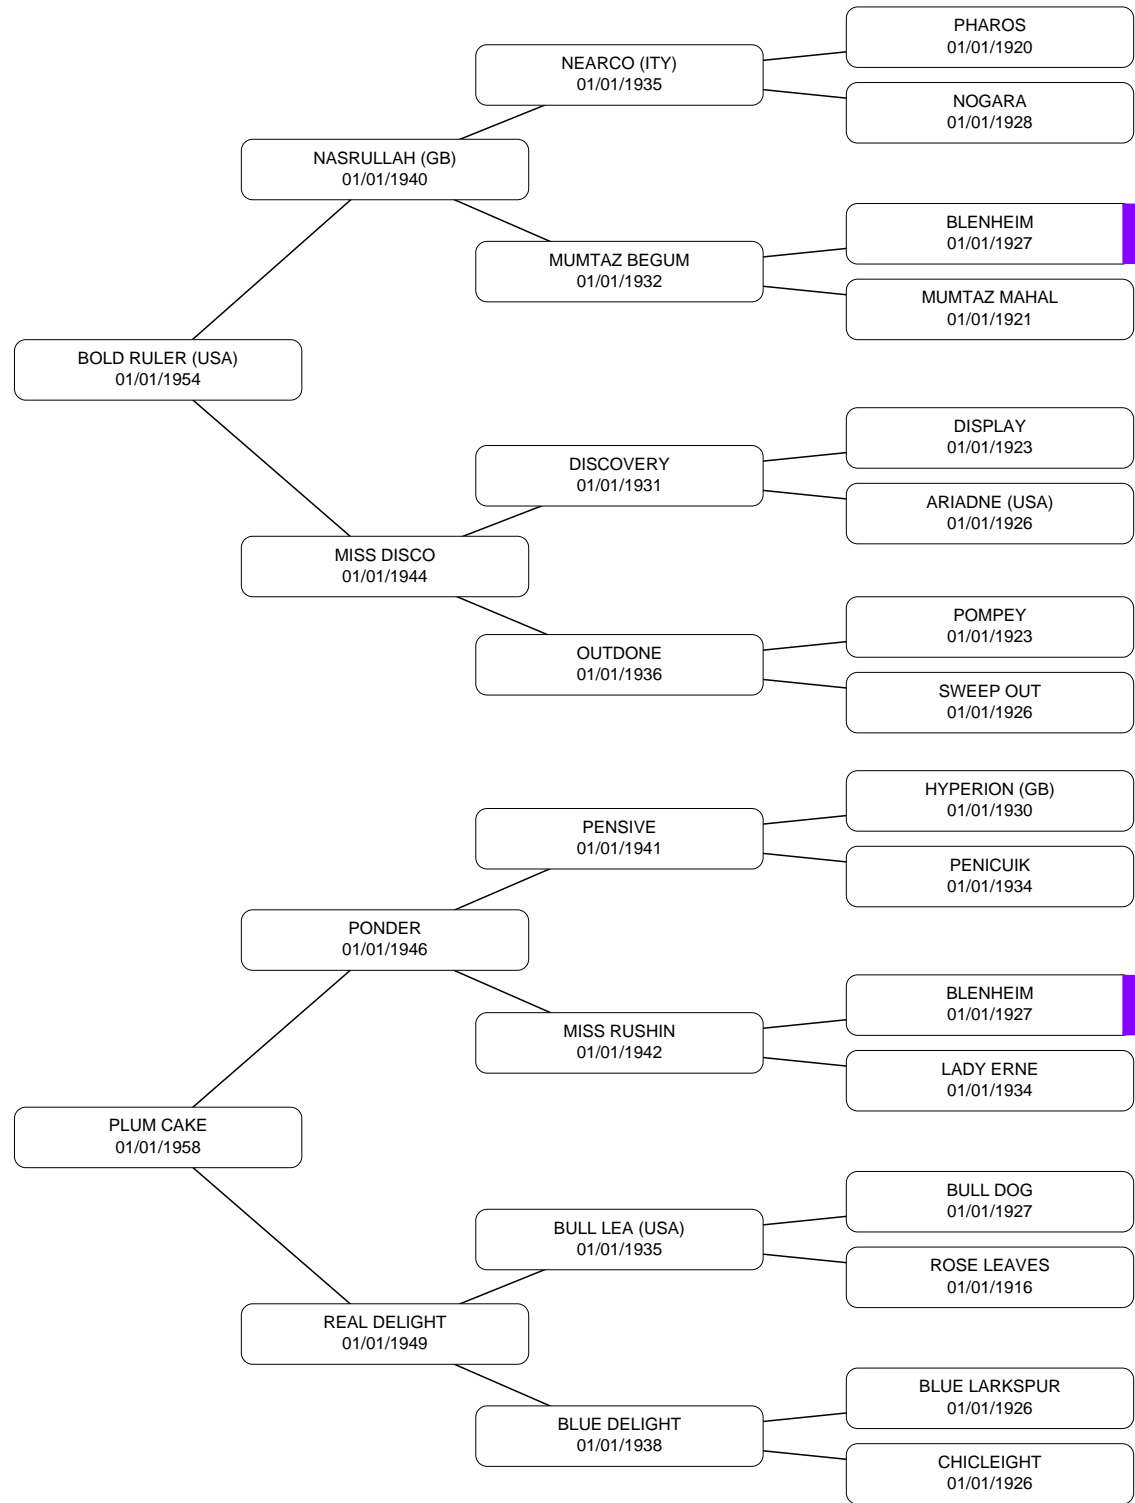 PHAROS
01/01/1920
NEARCO (ITY)
01/01/1935
NOGARA
01/01/1928
NASRULLAH (GB)
01/01/1940
BLENHEIM
01/01/1927
MUMTAZ BEGUM
01/01/1932
MUMTAZ MAHAL
01/01/1921
BOLD RULER (USA)
01/01/1954
DISPLAY
01/01/1923
DISCOVERY
01/01/1931
ARIADNE (USA)
01/01/1926
MISS DISCO
01/01/1944
POMPEY
01/01/1923
OUTDONE
01/01/1936
SWEEP OUT
01/01/1926
HYPERION (GB)
01/01/1930
PENSIVE
01/01/1941
PENICUIK
01/01/1934
PONDER
01/01/1946
BLENHEIM
01/01/1927
MISS RUSHIN
01/01/1942
LADY ERNE
01/01/1934
PLUM CAKE
01/01/1958
BULL DOG
01/01/1927
BULL LEA (USA)
01/01/1935
ROSE LEAVES
01/01/1916
REAL DELIGHT
01/01/1949
BLUE LARKSPUR
01/01/1926
BLUE DELIGHT
01/01/1938
CHICLEIGHT
01/01/1926